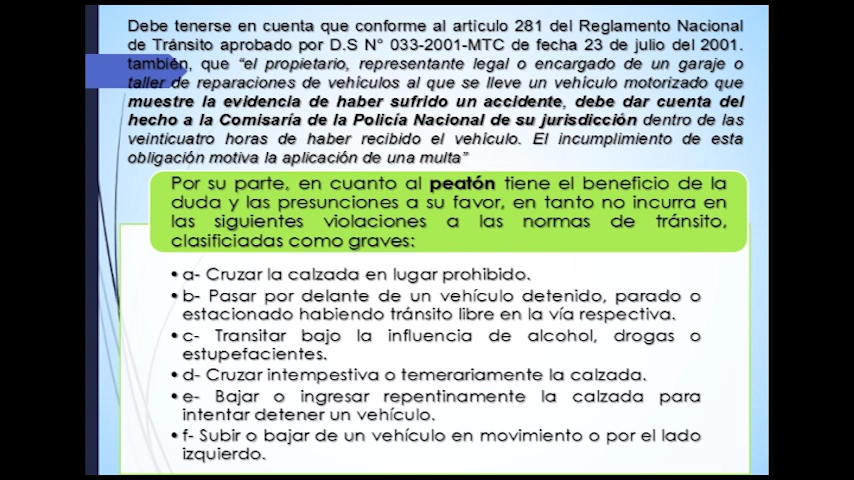 Debe tenerse en cuenta que conforme al artículo 281 del Reglamento Nacional
de Tránsito aprobado por D.S N° 033-2001-MTC de fecha 23 de julio del 2001.
también, que “el propietario, representante legal o encargado de un garaje o
taller de reparaciones de vehículos al que se lleve un vehículo motorizado que
muestre la evidencia de haber sufrido un accidente, debe dar cuenta del
hecho a la Comisaría de la Policía Nacional de su jurisdicción dentro de las
veinticuatro horas de haber recibido el vehículo. El incumplimiento de esta
obligación motiva la aplicación de una multa”
Por su parte, en cuanto al peatón tiene el beneficio de la
duda y las presunciones a su favor, en tanto no incurra en
las siguientes violaciones a las normas de tránsito,
clasificiadas como graves:
• a- Cruzar la calzada en lugar prohibido.
• b- Pasar por delante de un vehículo detenido, parado o
estacionado habiendo tránsito libre en la vía respectiva.
• c- Transitar bajo la influencia de alcohol, drogas o
estupefacientes.
• d- Cruzar intempestiva o temerariamente la calzada.
• e- Bajar o ingresar repentinamente la calzada para
intentar detener un vehículo.
• f- Subir o bajar de un vehículo en movimiento o por el lado
izquierdo.